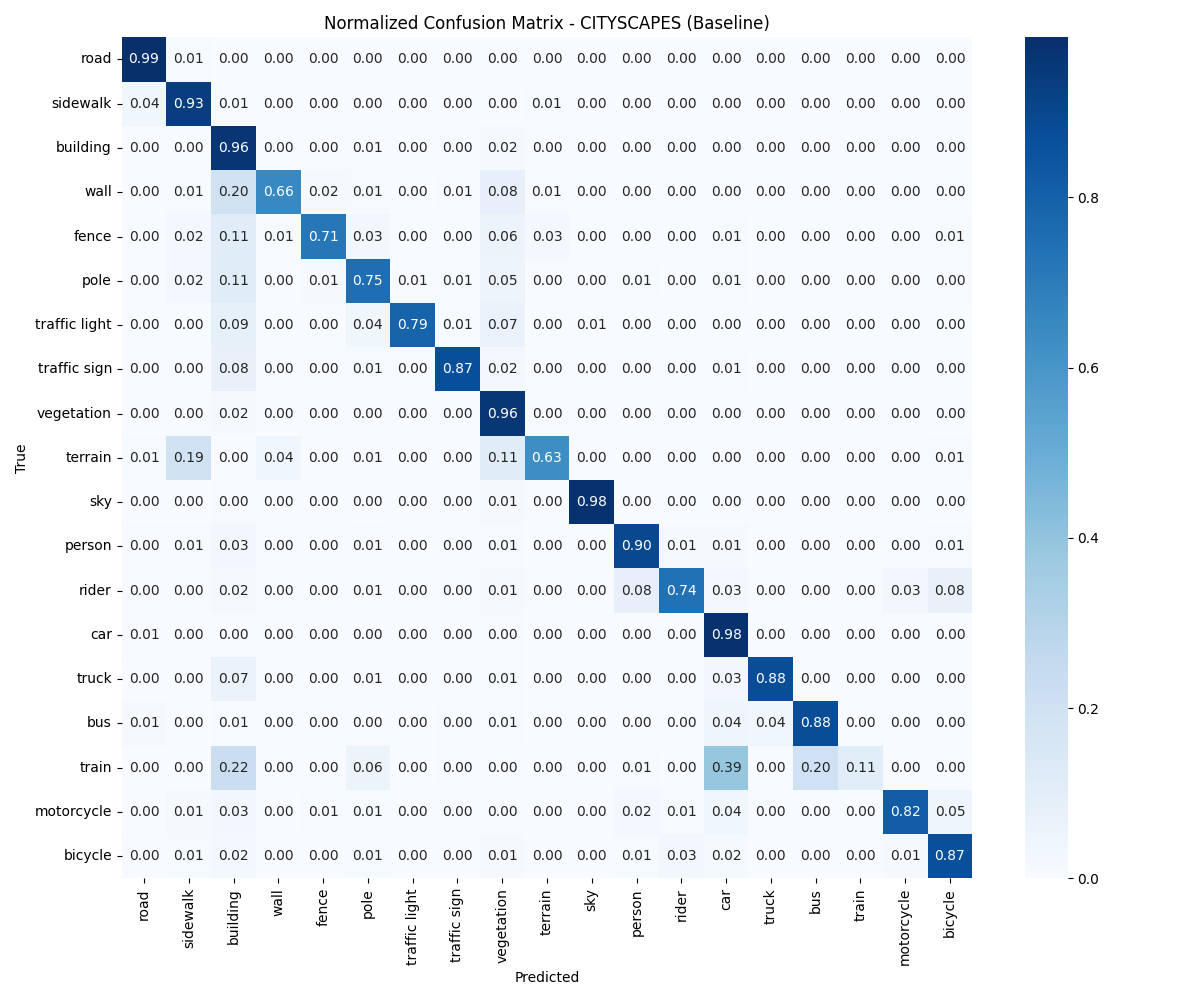 Normalized Confusion Matrix - CITYSCAPES (Baseline)
road 0.99 0.01 0.00 0.00 0.00 0.00 0.00 0.00 0.00 0.00 0.00 0.00 0.00 0.00 0.00 0.00 0.00 0.00 0.00
sidewalk 0.04 0.93 0.01 0.00 0.00 0.00 0.00 0.00 0.00 0.01 0.00 0.00 0.00 0.00 0.00 0.00 0.00 0.00 0.00
building 0.00 0.00 0.96 0.00 0.00 0.01 0.00 0.00 0.02 0.00 0.00 0.00 0.00 0.00 0.00 0.00 0.00 0.00 0.00
wall 0.00 0.01 0.20 0.66 0.02 0.01 0.00 0.01 0.08 0.01 0.00 0.00 0.00 0.00 0.00 0.00 0.00 0.00 0.00
0.8
fence 0.00 0.02 0.11 0.01 0.71 0.03 0.00 0.00 0.06 0.03 0.00 0.00 0.00 0.01 0.00 0.00 0.00 0.00 0.01
pole 0.00 0.02 0.11 0.00 0.01 0.75 0.01 0.01 0.05 0.00 0.00 0.01 0.00 0.01 0.00 0.00 0.00 0.00 0.00
traffic light 0.00 0.00 0.09 0.00 0.00 0.04 0.79 0.01 0.07 0.00 0.01 0.00 0.00 0.00 0.00 0.00 0.00 0.00 0.00
traffic sign 0.00 0.00 0.08 0.00 0.00 0.01 0.00 0.87 0.02 0.00 0.00 0.00 0.00 0.01 0.00 0.00 0.00 0.00 0.00
0.6
vegetation 0.00 0.00 0.02 0.00 0.00 0.00 0.00 0.00 0.96 0.00 0.00 0.00 0.00 0.00 0.00 0.00 0.00 0.00 0.00
True
terrain 0.01 0.19 0.00 0.04 0.00 0.01 0.00 0.00 0.11 0.63 0.00 0.00 0.00 0.00 0.00 0.00 0.00 0.00 0.01
sky 0.00 0.00 0.00 0.00 0.00 0.00 0.00 0.00 0.01 0.00 0.98 0.00 0.00 0.00 0.00 0.00 0.00 0.00 0.00
0.4
person 0.00 0.01 0.03 0.00 0.00 0.01 0.00 0.00 0.01 0.00 0.00 0.90 0.01 0.01 0.00 0.00 0.00 0.00 0.01
rider 0.00 0.00 0.02 0.00 0.00 0.01 0.00 0.00 0.01 0.00 0.00 0.08 0.74 0.03 0.00 0.00 0.00 0.03 0.08
car 0.01 0.00 0.00 0.00 0.00 0.00 0.00 0.00 0.00 0.00 0.00 0.00 0.00 0.98 0.00 0.00 0.00 0.00 0.00
truck 0.00 0.00 0.07 0.00 0.00 0.01 0.00 0.00 0.01 0.00 0.00 0.00 0.00 0.03 0.88 0.00 0.00 0.00 0.00
0.2
bus 0.01 0.00 0.01 0.00 0.00 0.00 0.00 0.00 0.01 0.00 0.00 0.00 0.00 0.04 0.04 0.88 0.00 0.00 0.00
train 0.00 0.00 0.22 0.00 0.00 0.06 0.00 0.00 0.00 0.00 0.00 0.01 0.00 0.39 0.00 0.20 0.11 0.00 0.00
motorcycle 0.00 0.01 0.03 0.00 0.01 0.01 0.00 0.00 0.00 0.00 0.00 0.02 0.01 0.04 0.00 0.00 0.00 0.82 0.05
bicycle 0.00 0.01 0.02 0.00 0.00 0.01 0.00 0.00 0.01 0.00 0.00 0.01 0.03 0.02 0.00 0.00 0.00 0.01 0.87
0.0
road sidewalk building wall fence pole traffic light traffic sign vegetation terrain sky person rider car truck bus train motorcycle bicycle
Predicted